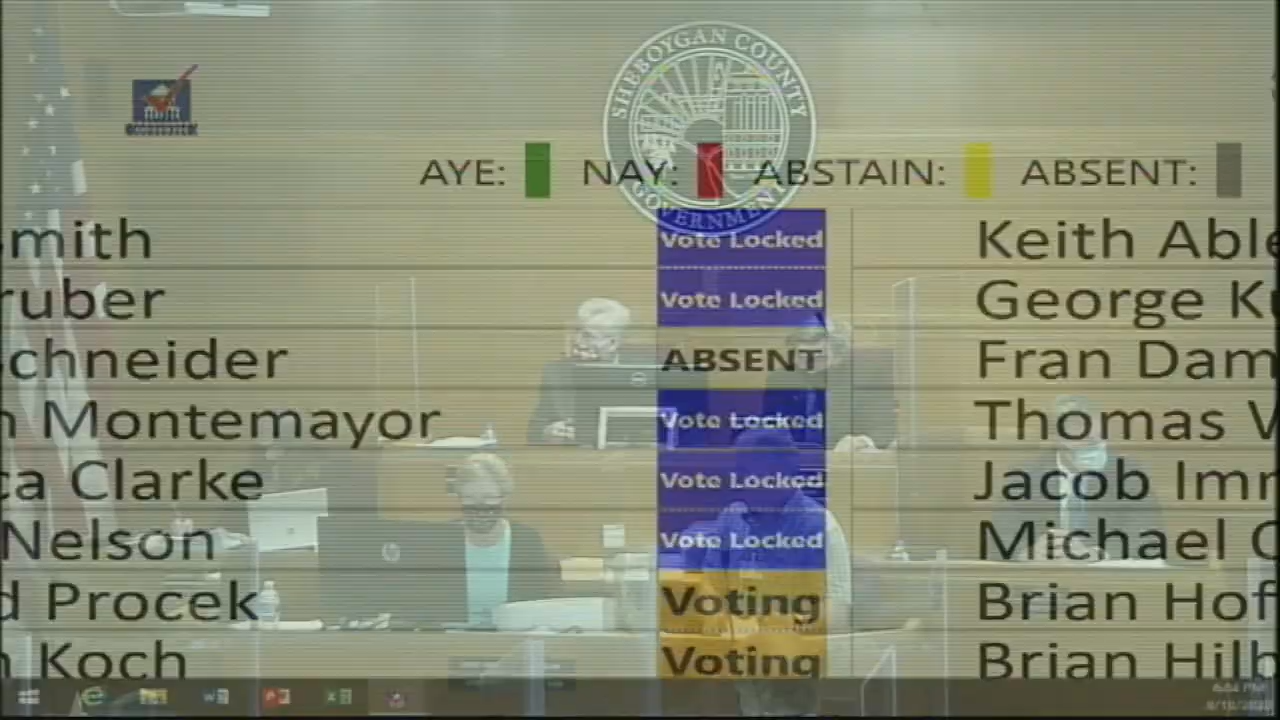 SHEBOYGAN COUNTY
GOVERNMENT
AYE: NAY: ABSTAIN: ABSENT:
mith Vote Locked Keith Able
ruber Vote Locked George K
chneider ABSENT Fran Dam
Montemayor Vote Locked Thomas
ca Clarke Vote Locked Jacob Imm
Nelson Vote Locked Michael
d Procek Voting Brian Hof
Koch Voting Brian Hilb